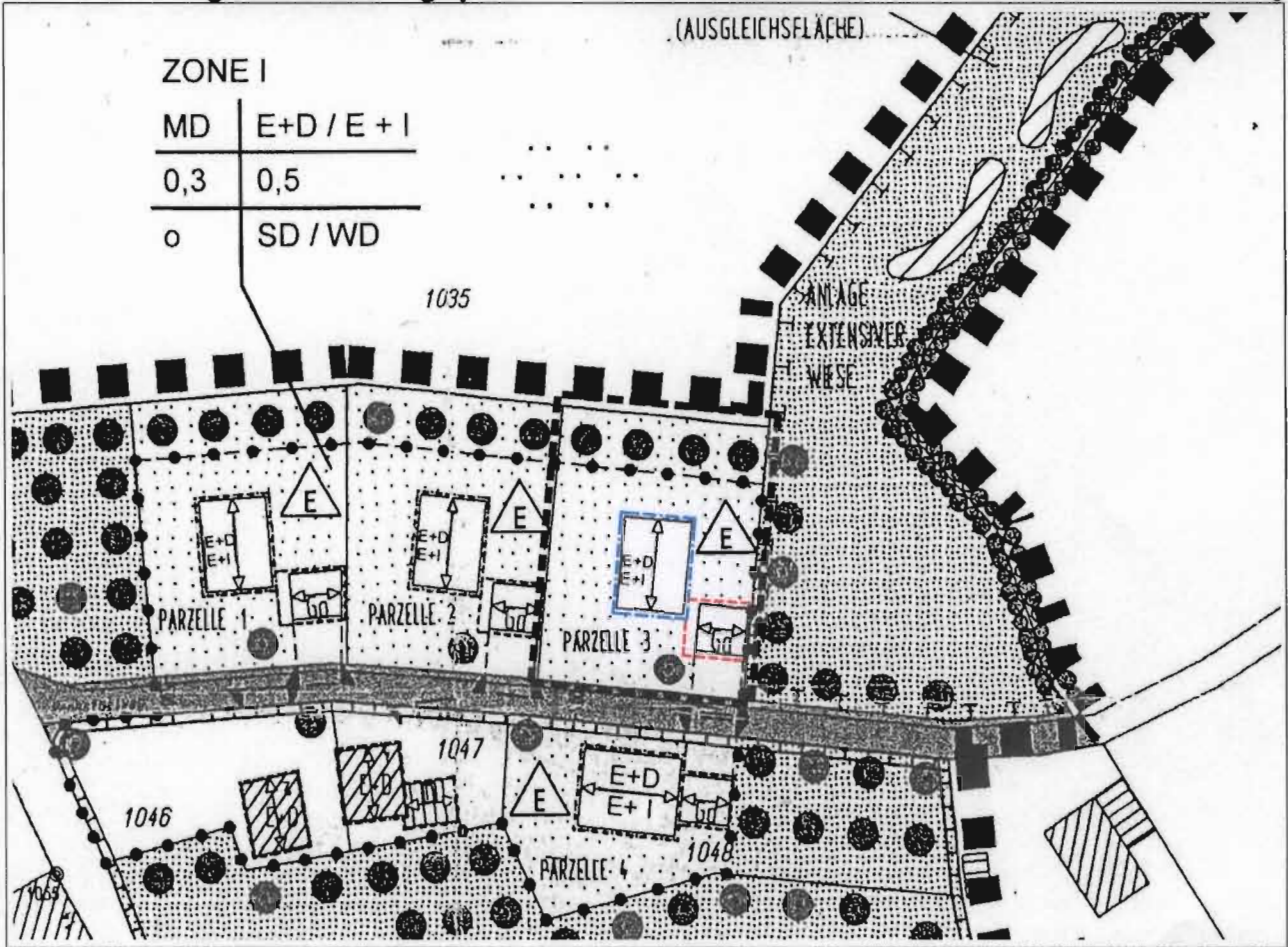 (AUSGLEICHSFLÄCHE)
ZONE I
MD E+D / E + I
0,3 0,5
o SD / WD
1035
ANLAGE
EXTENSIVER
WIESE
E
E
E
E+D
E+I
E+D
E+I
E+D
E+I
Ga
Ga
Ga
PARZELLE 1
PARZELLE 2
PARZELLE 3
1047
E
E+D
E+I
Ga
1046
E+D
1048
PARZELLE 4